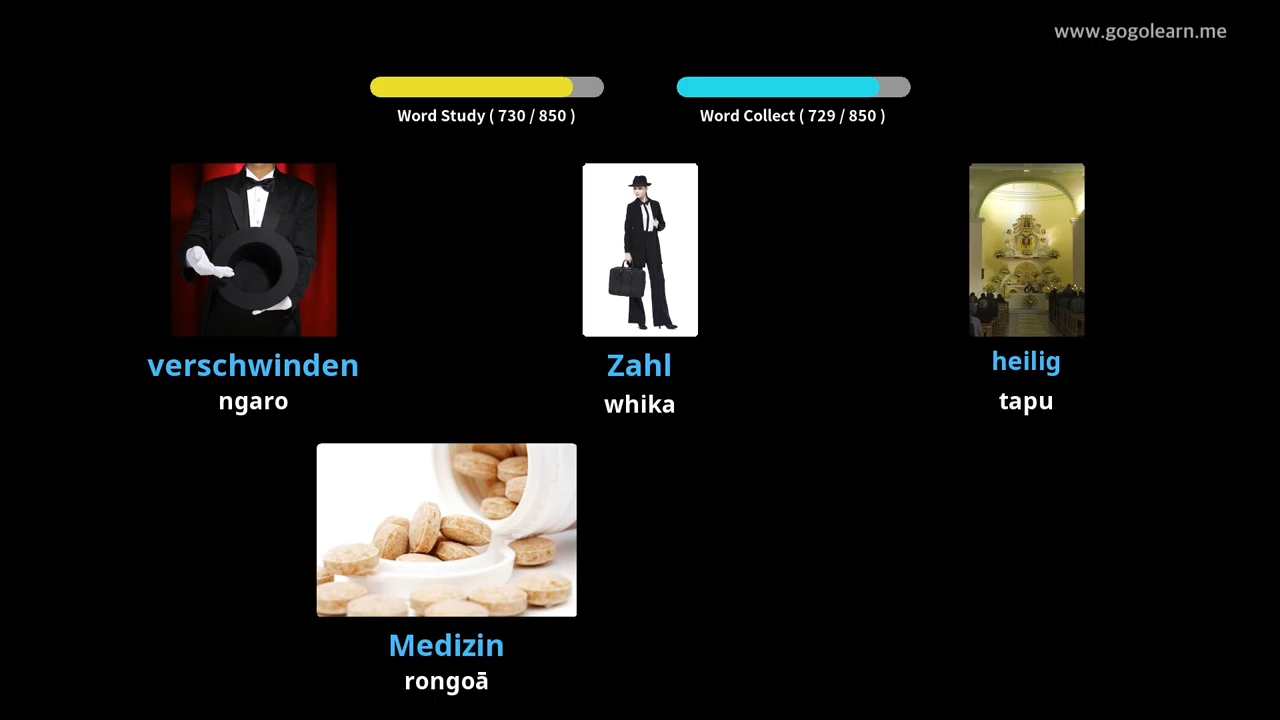 www.gogolearn.me
Word Study ( 730 / 850 )
Word Collect ( 729 / 850 )
verschwinden
ngaro
Zahl
whika
heilig
tapu
Medizin
rongoā